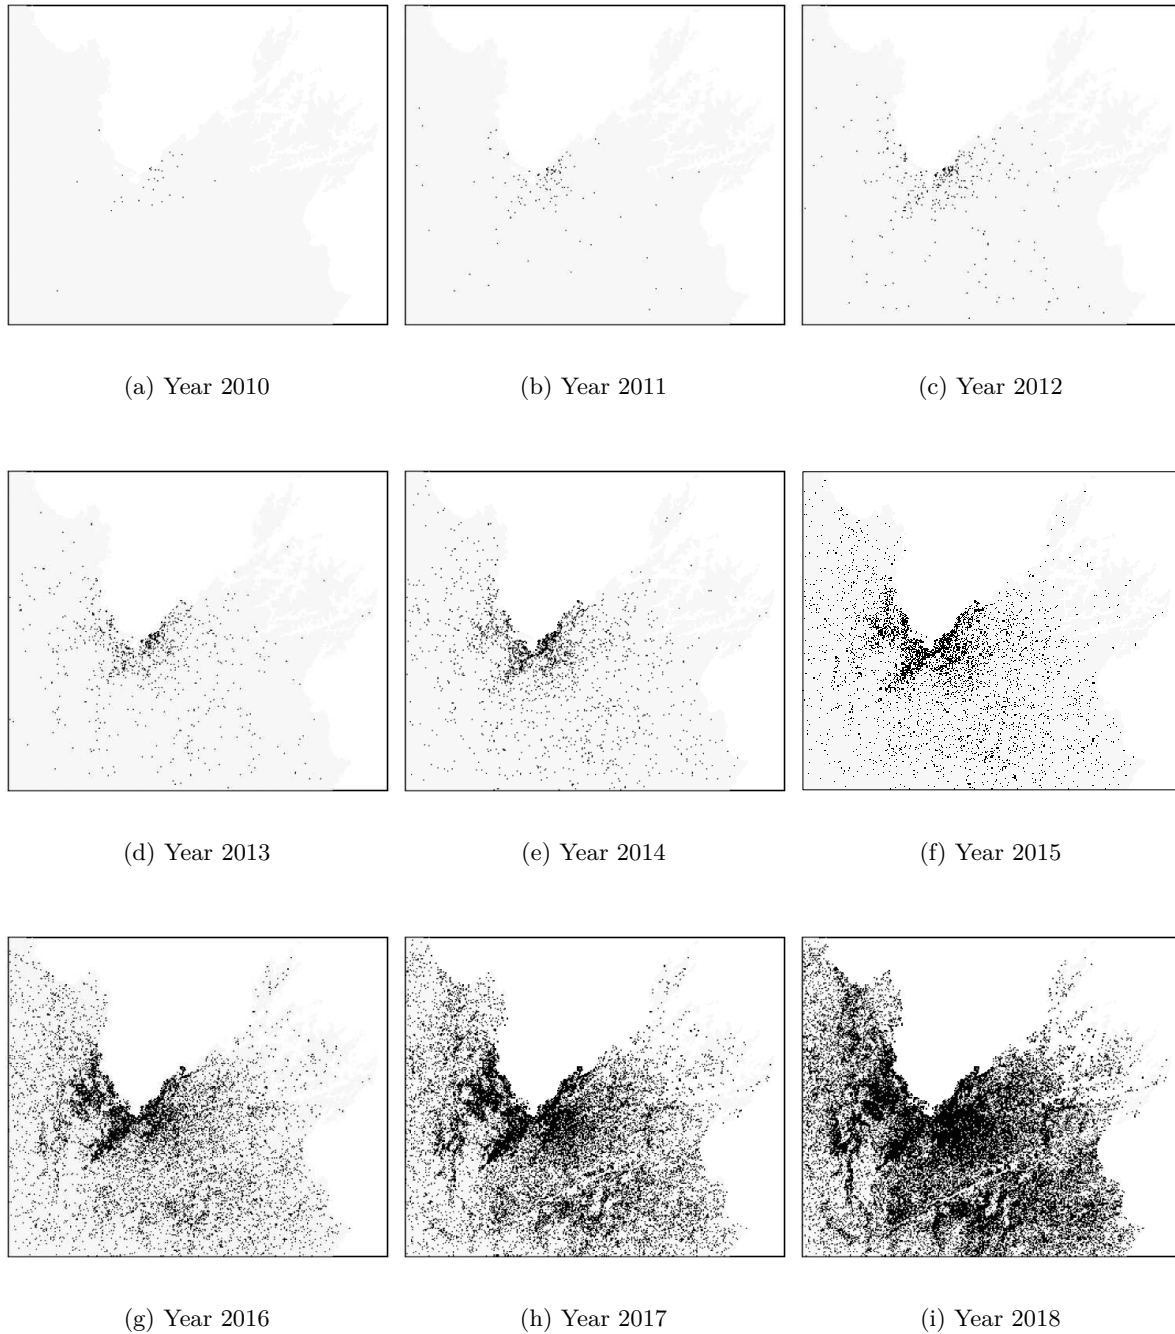 (a) Year 2010
(b) Year 2011
(c) Year 2012
(d) Year 2013
(e) Year 2014
(f) Year 2015
(g) Year 2016
(h) Year 2017
(i) Year 2018